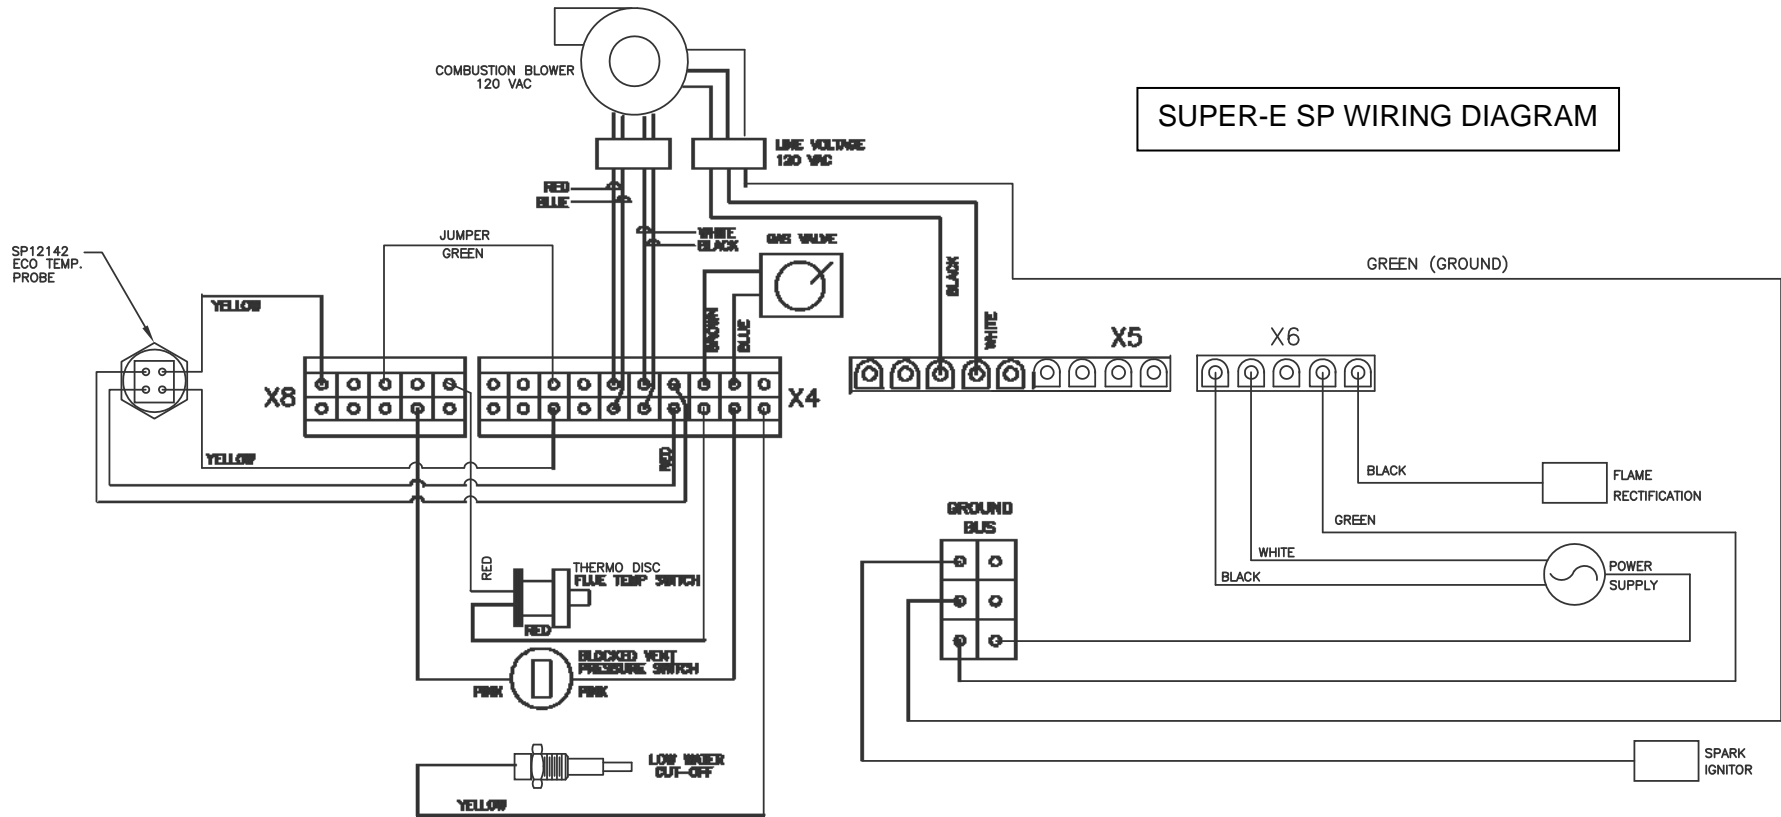 COMBUSTION BLOWER
120 VAC
SUPER-E SP WIRING DIAGRAM
LINE VOLTAGE
120 VAC
RED
BLUE
WHITE
BLACK
JUMPER
GREEN
GAS VALVE
SP12142
ECO TEMP.
PROBE
YELLOW
BROWN
BLUE
BLACK
WHITE
GREEN (GROUND)
X5
X6
X8
X4
YELLOW
RED
BLACK
FLAME
RECTIFICATION
GROUND
BUS
GREEN
WHITE
BLACK
POWER
SUPPLY
RED
THERMO DISC
FLUE TEMP SWITCH
RED
BLOCKED VENT
PRESSURE SWITCH
PINK
PINK
LOW WATER
CUT-OFF
YELLOW
SPARK
IGNITOR